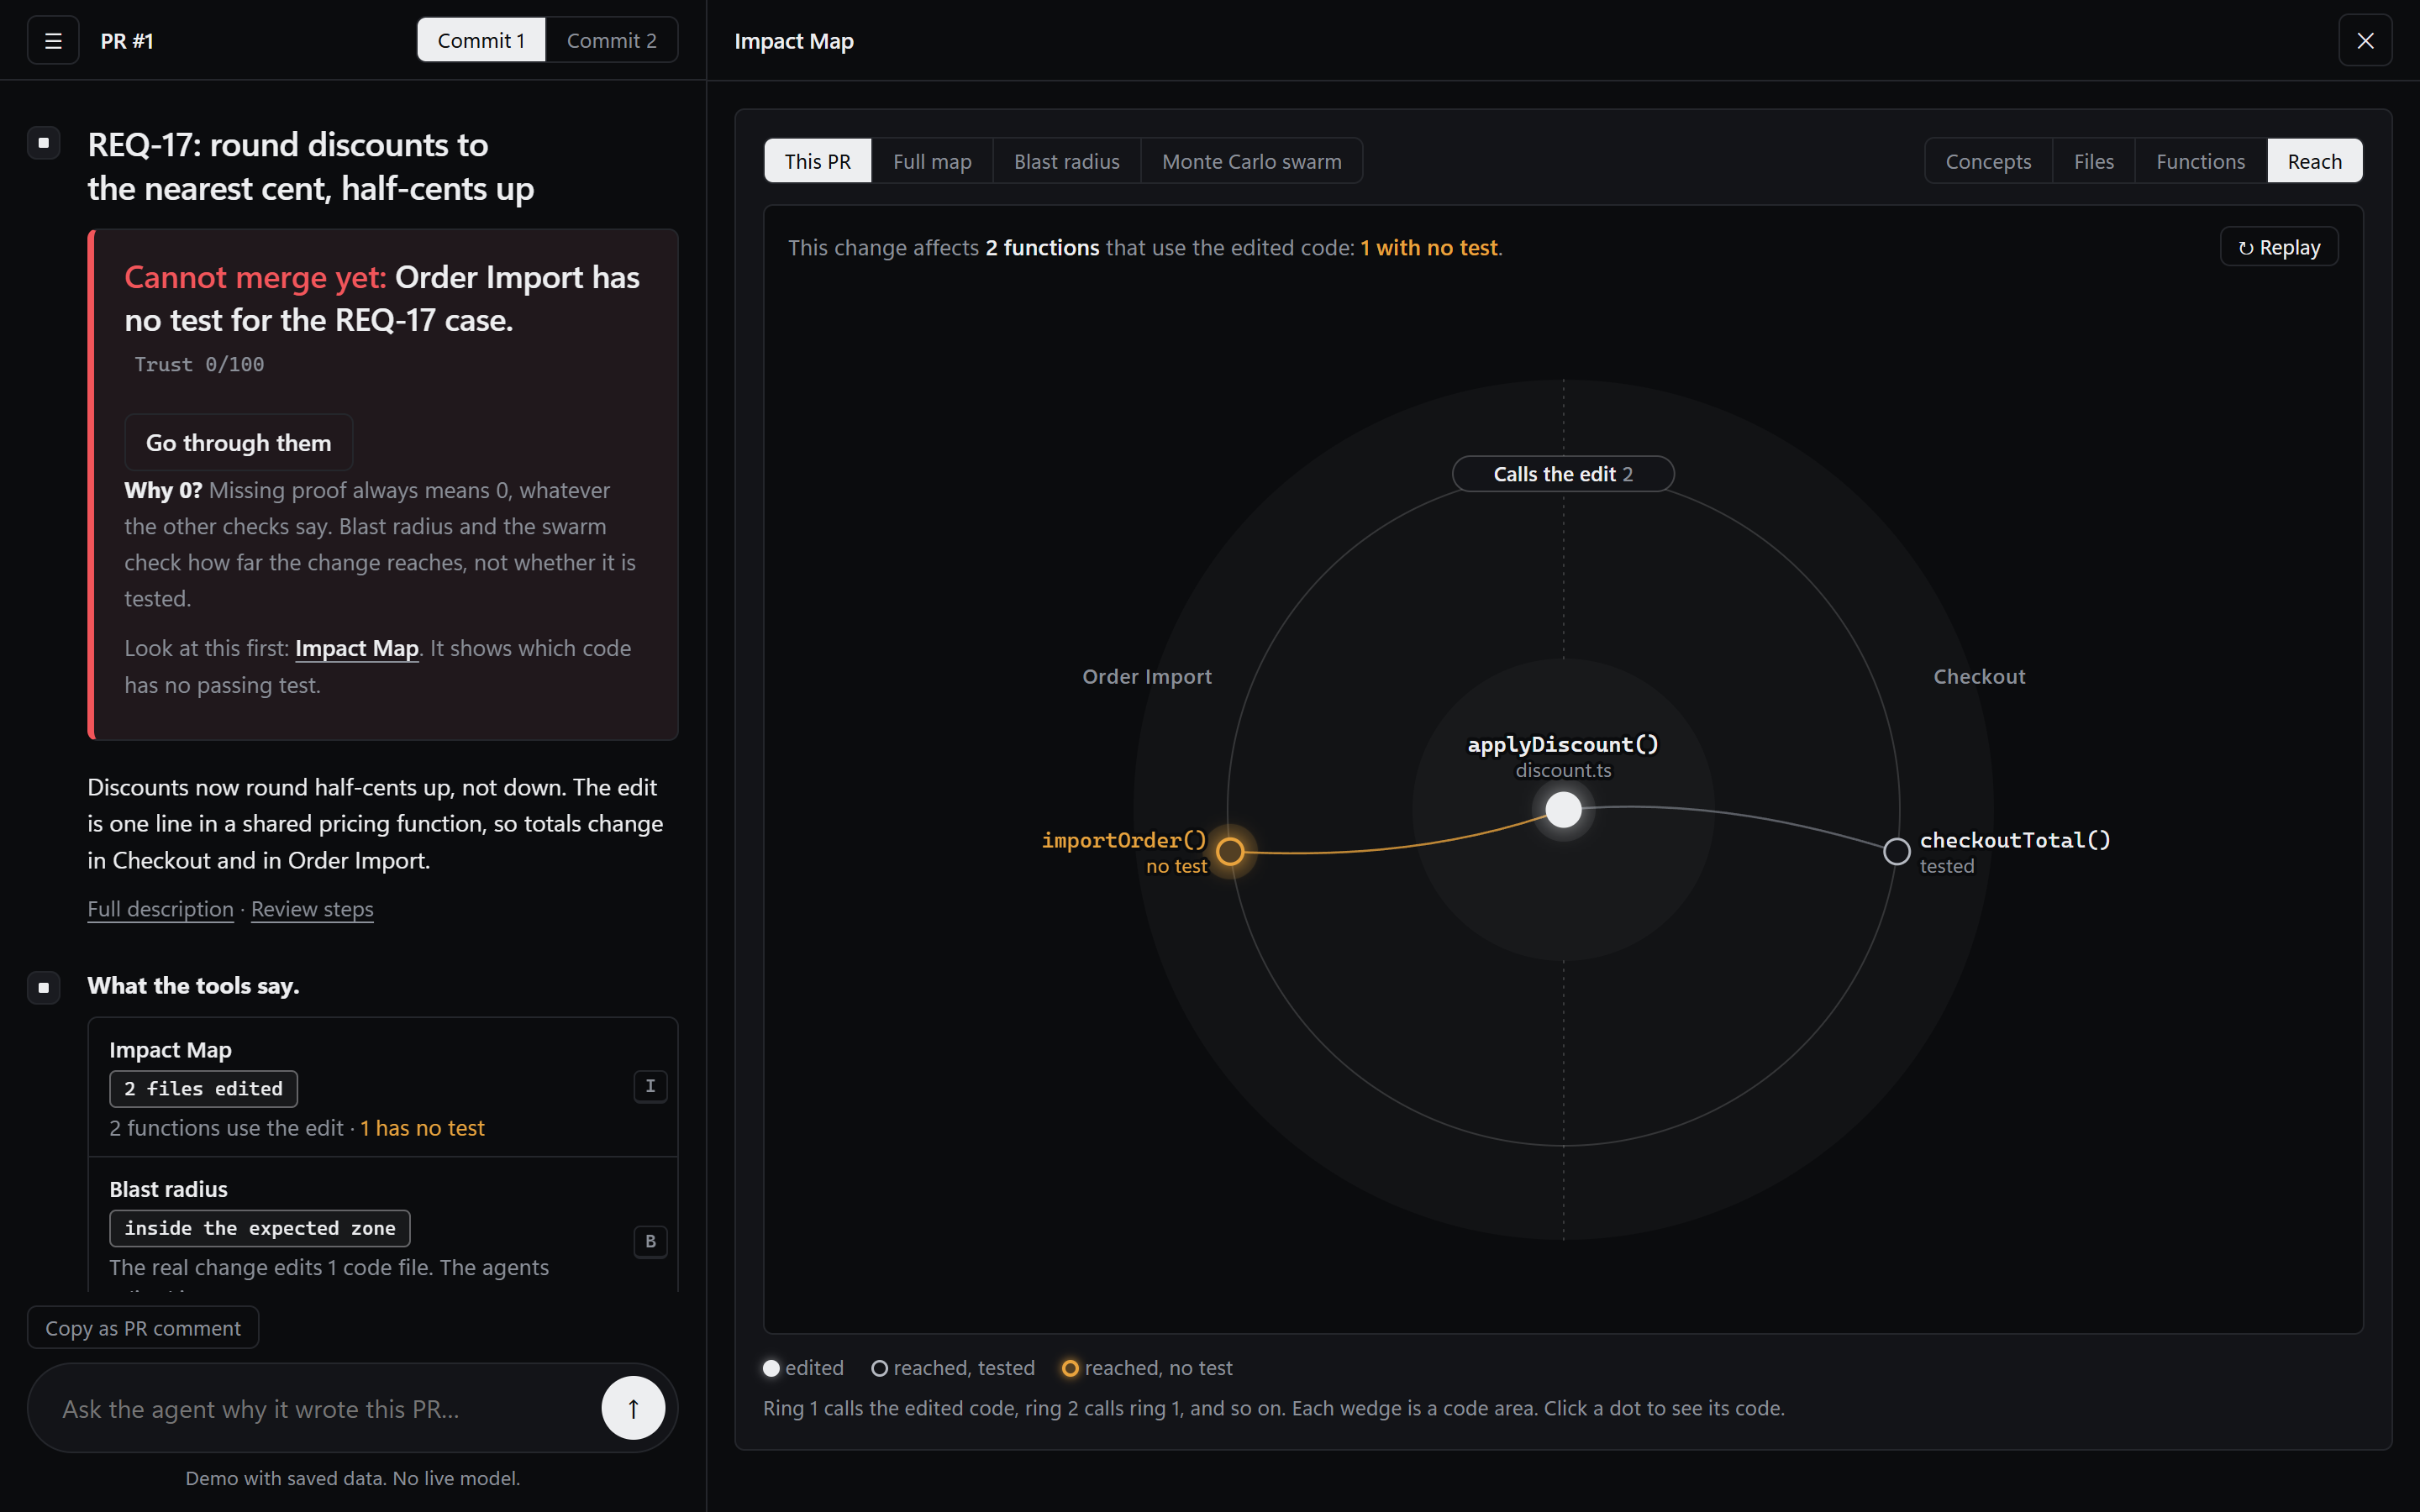 ☰ PR #1 Commit 1 Commit 2
REQ-17: round discounts to
the nearest cent, half-cents up
Cannot merge yet: Order Import has
no test for the REQ-17 case.
Trust 0/100
Go through them
Why 0? Missing proof always means 0, whatever
the other checks say. Blast radius and the swarm
check how far the change reaches, not whether it is
tested.
Look at this first: Impact Map. It shows which code
has no passing test.
Discounts now round half-cents up, not down. The edit
is one line in a shared pricing function, so totals change
in Checkout and in Order Import.
Full description · Review steps
What the tools say.
Impact Map
2 files edited
I
2 functions use the edit · 1 has no test
Blast radius
inside the expected zone
B
The real change edits 1 code file. The agents
Copy as PR comment
Ask the agent why it wrote this PR...
↑
Demo with saved data. No live model.
Impact Map
This PR Full map Blast radius Monte Carlo swarm
Concepts Files Functions Reach
This change affects 2 functions that use the edited code: 1 with no test.
↻ Replay
Calls the edit 2
Order Import
Checkout
applyDiscount()
discount.ts
importOrder()
no test
checkoutTotal()
tested
edited reached, tested reached, no test
Ring 1 calls the edited code, ring 2 calls ring 1, and so on. Each wedge is a code area. Click a dot to see its code.